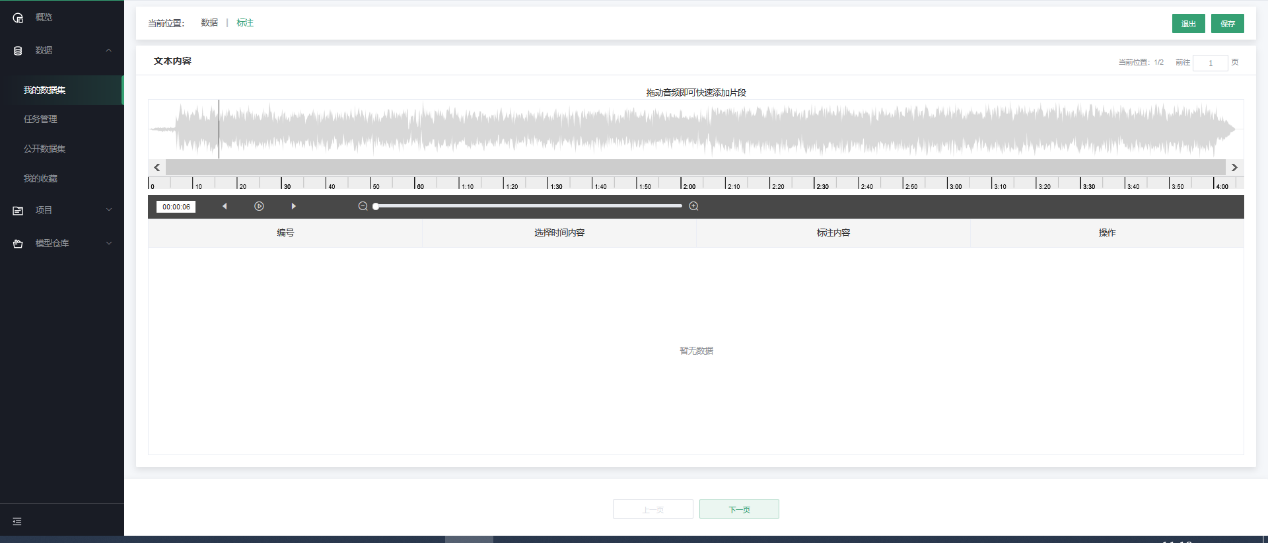 概览
数据
我的数据集
任务管理
公开数据集
我的收藏
项目
模型仓库
当前位置: 数据 | 标注
退出 保存
文本内容
当前位置: 1/2 前往 1 页
拖动音频即可快速添加片段
0 10 20 30 40 50 60 1:10 1:20 1:30 1:40 1:50 2:00 2:10 2:20 2:30 2:40 2:50 3:00 3:10 3:20 3:30 3:40 3:50 4:00
00:00:06
编号 选择时间内容 标注内容 操作
暂无数据
上一页 下一页